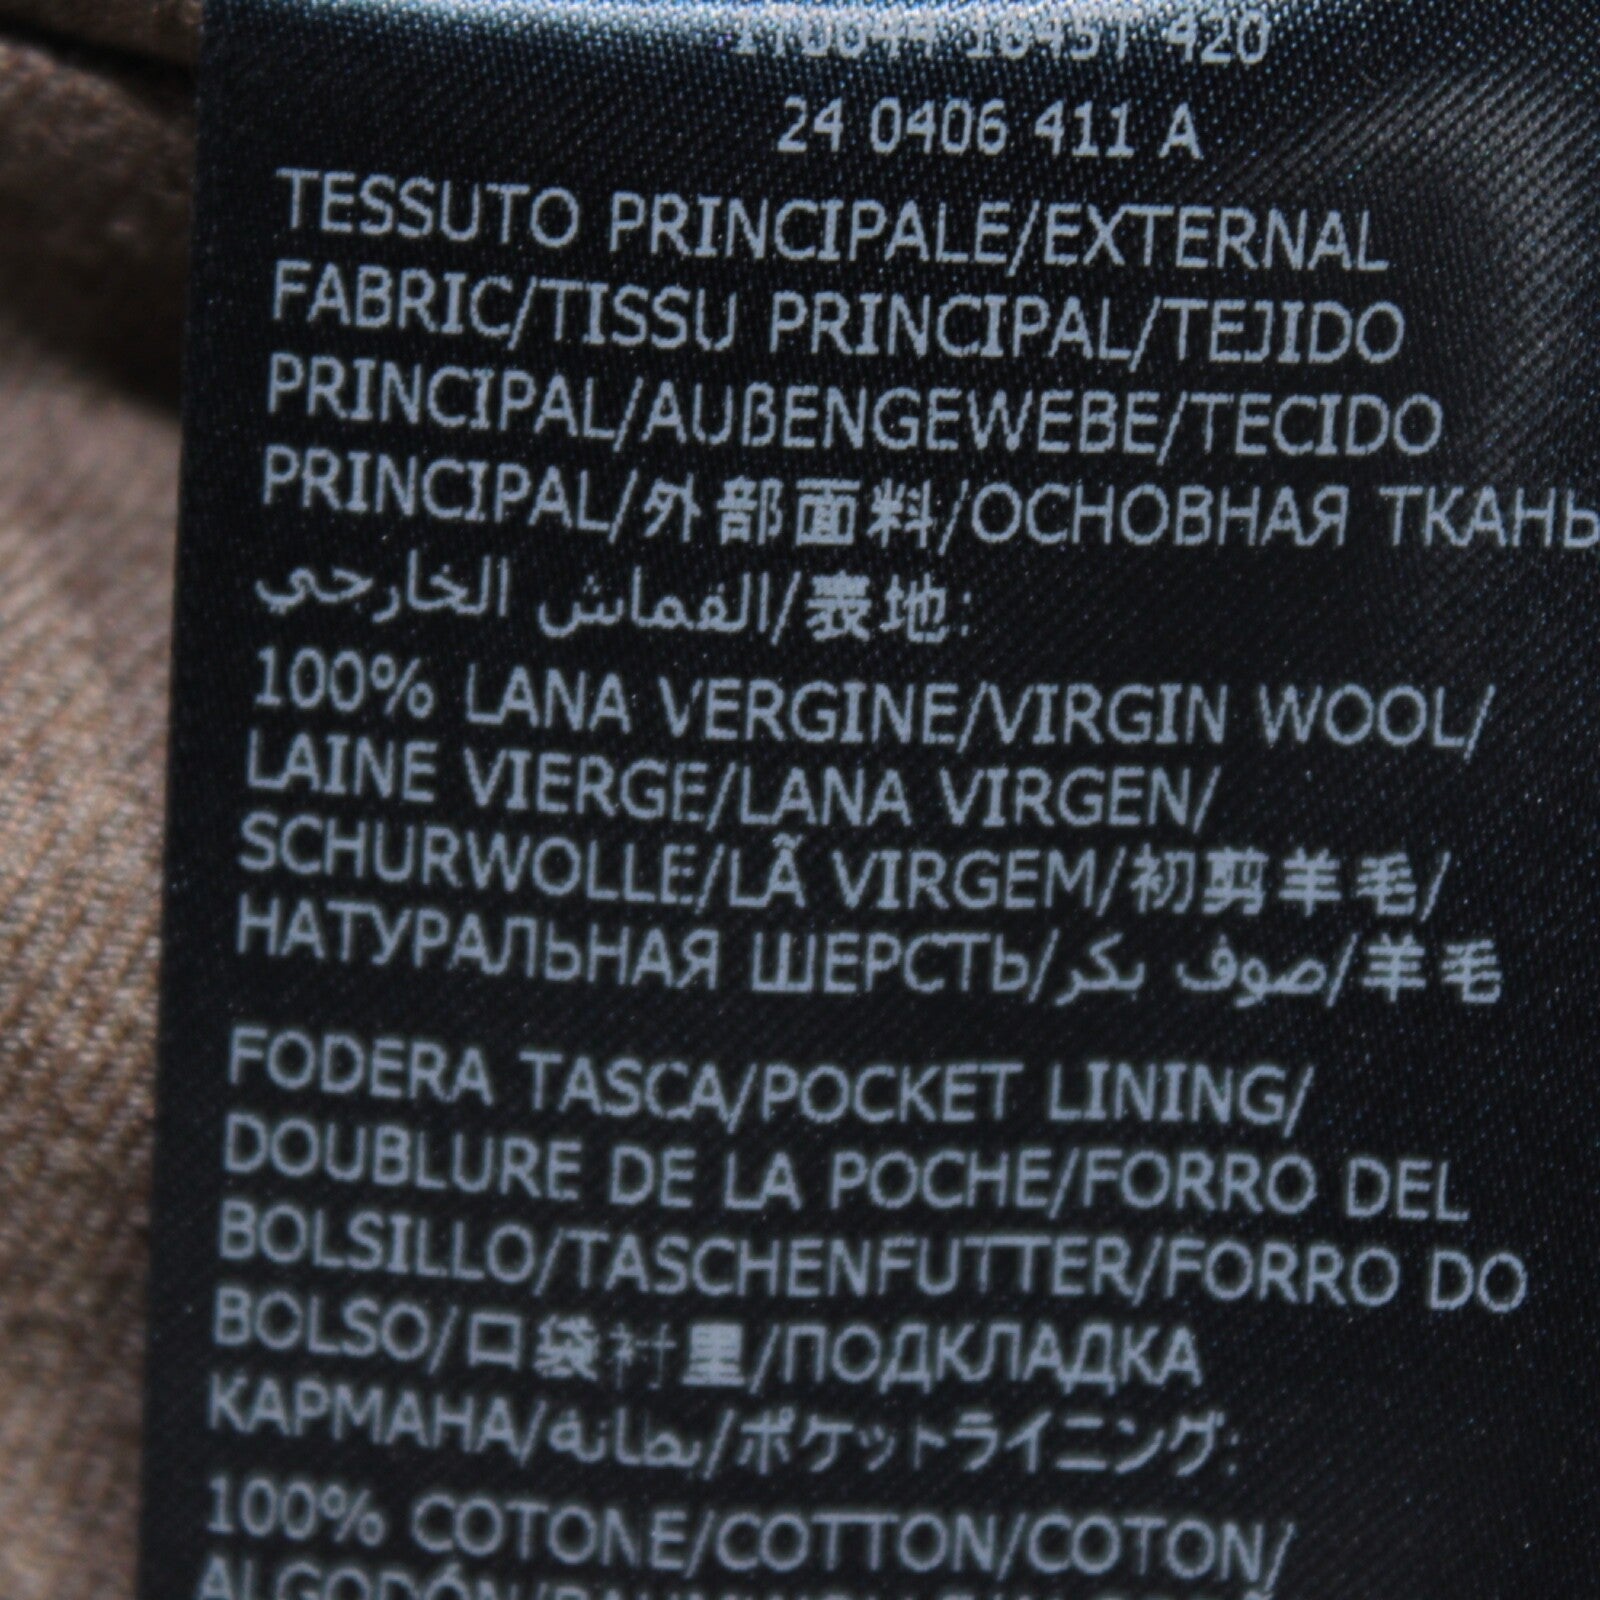 420
24 0406 411 A
TESSUTO PRINCIPALE/EXTERNAL
FABRIC/TISSU PRINCIPAL/TEJIDO
PRINCIPAL/AUßENGEWEBE/TECIDO
PRINCIPAL/外部面料/ОСНОВНАЯ ТКАНЬ
القماش الخارجي/表地:
100% LANA VERGINE/VIRGIN WOOL/
LAINE VIERGE/LANA VIRGEN/
SCHURWOLLE/LÃ VIRGEM/初剪羊毛/
НАТУРАЛЬНАЯ ШЕРСТЬ/صوف بكر/羊毛
FODERA TASCA/POCKET LINING/
DOUBLURE DE LA POCHE/FORRO DEL
BOLSILLO/TASCHENFUTTER/FORRO DO
BOLSO/口袋衬里/ПОДКЛАДКА
КАРМАНА/بطانة/ポケットライニング:
100% COTONE/COTTON/COTON/
ALGODÓN/